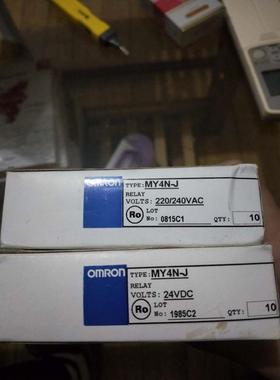 OMRON
TYPE: MY4N-J
RELAY
VOLTS: 220/240VAC
Ro
LOT
No: 0815C1
QTY: 10
OMRON
TYPE: MY4N-J
RELAY
VOLTS: 24VDC
Ro
LOT
No: 1985C2
QTY: 10